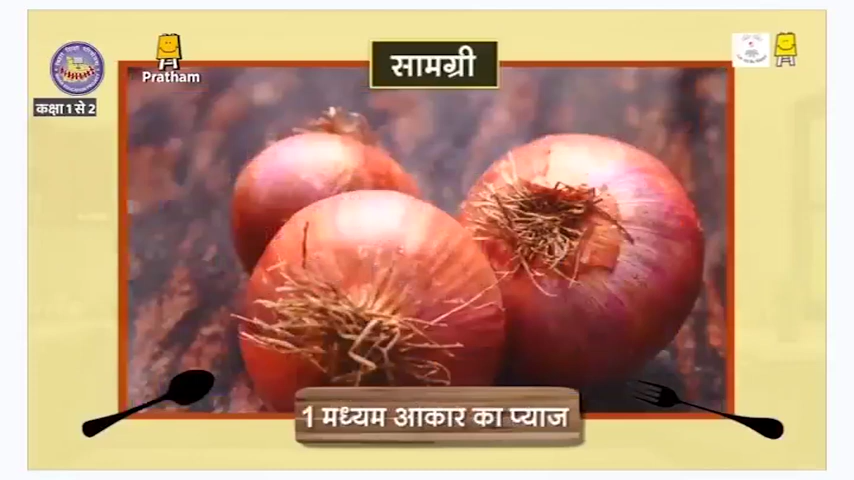 सामग्री
Pratham
कक्षा 1 से 2
1 मध्यम आकार का प्याज